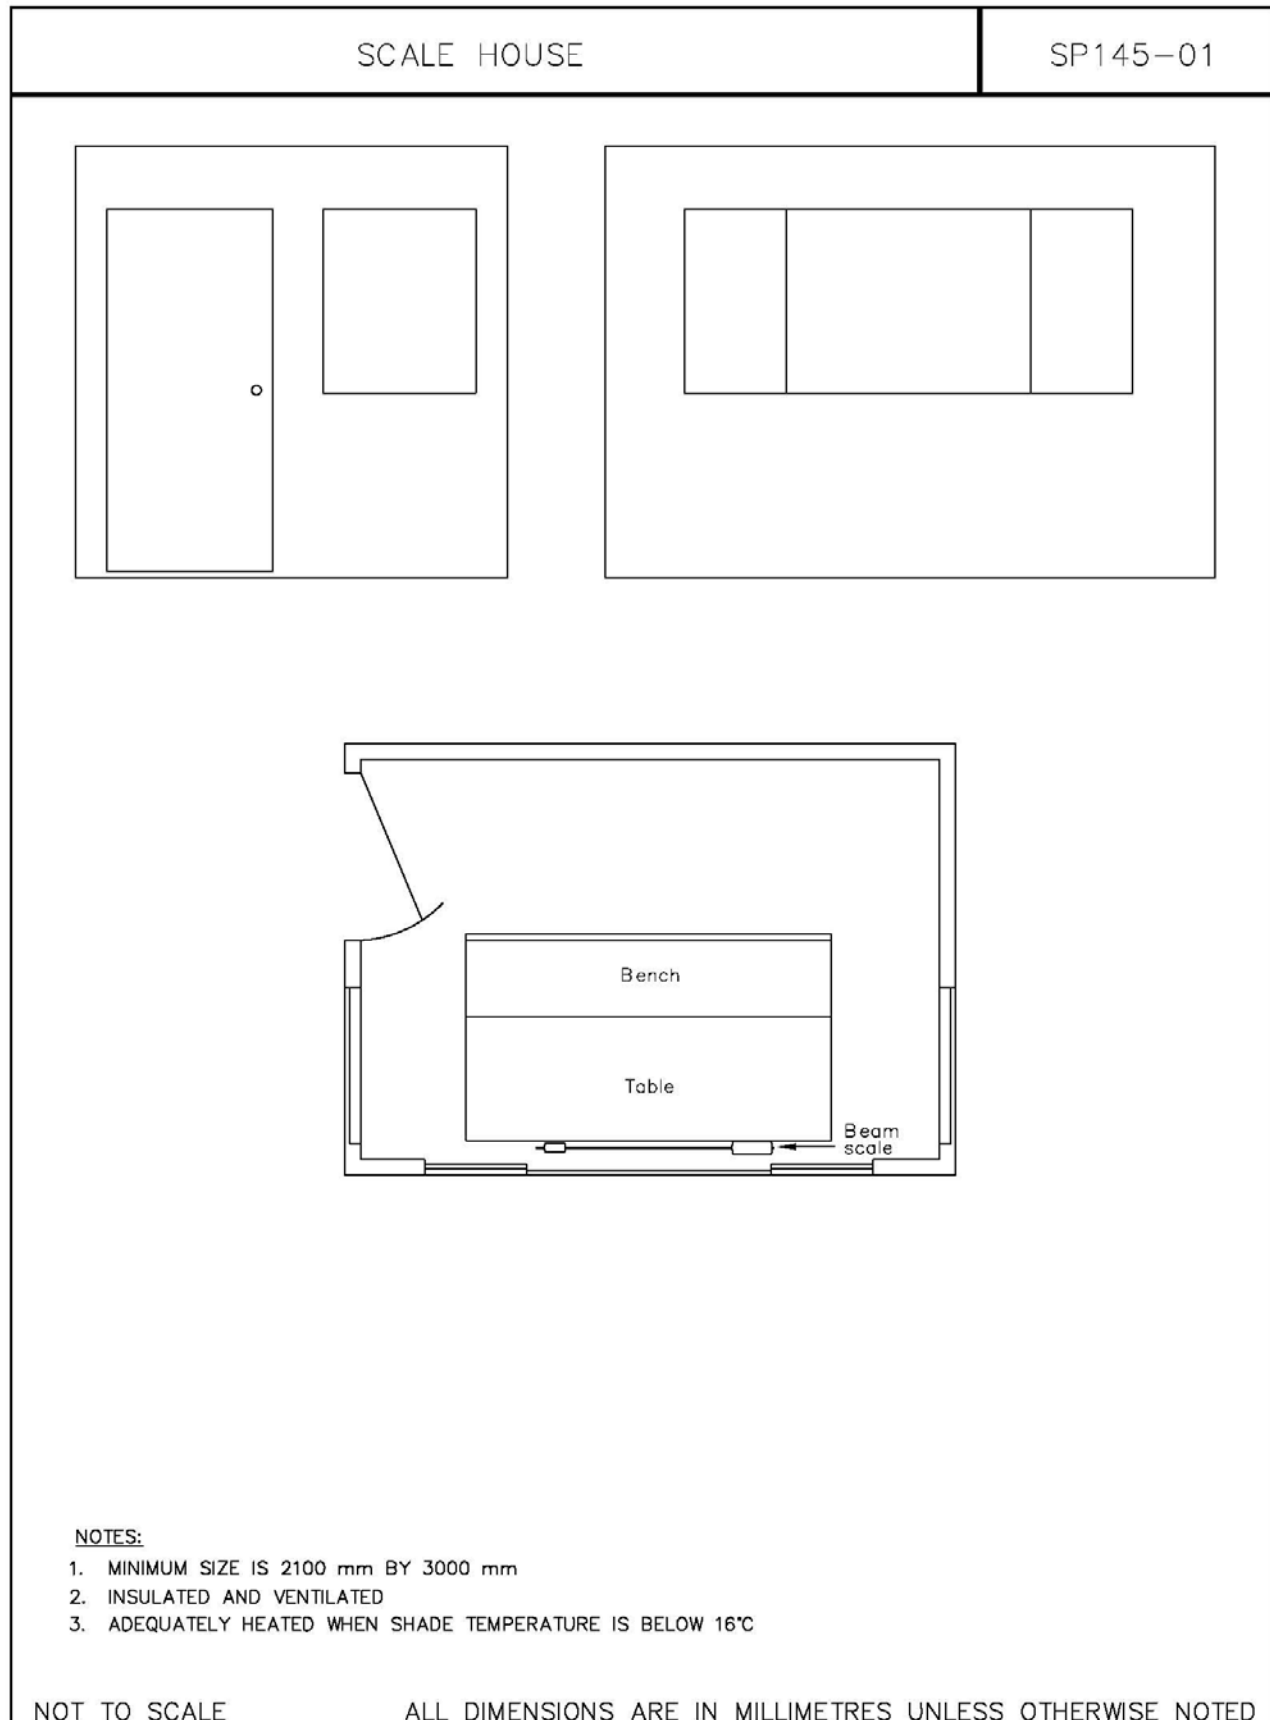 SCALE HOUSE
SP145-01
Bench
Table
Beam
scale
NOTES:
1. MINIMUM SIZE IS 2100 mm BY 3000 mm
2. INSULATED AND VENTILATED
3. ADEQUATELY HEATED WHEN SHADE TEMPERATURE IS BELOW 16°C
NOT TO SCALE
ALL DIMENSIONS ARE IN MILLIMETRES UNLESS OTHERWISE NOTED